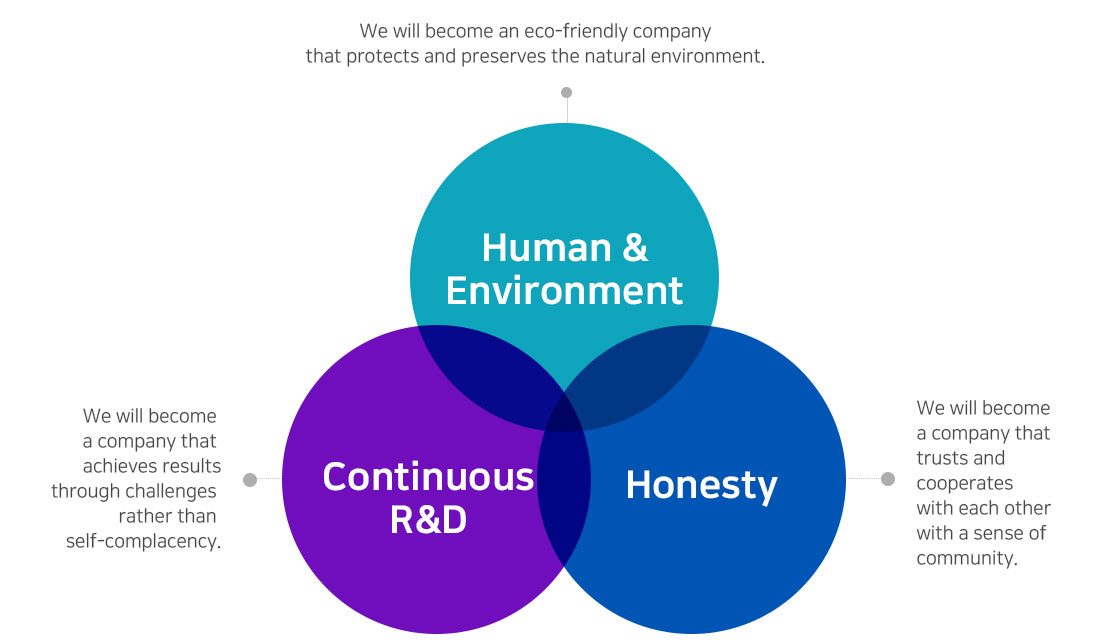 We will become an eco-friendly company
that protects and preserves the natural environment.
Human &
Environment
We will become
a company that
achieves results
through challenges
rather than
self-complacency.
Continuous
R&D
Honesty
We will become
a company that
trusts and
cooperates
with each other
with a sense of
community.